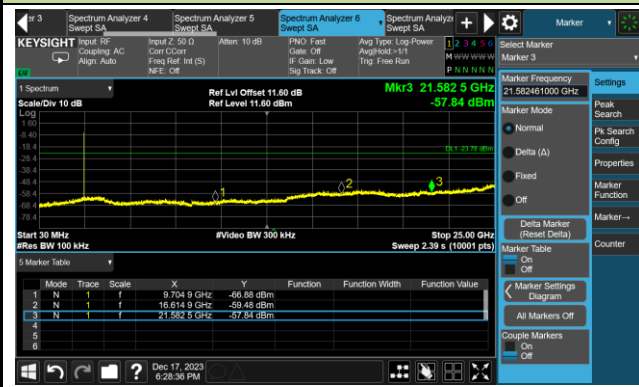 er 3
Spectrum Analyzer 4
Swept SA
Spectrum Analyzer 5
Swept SA
Spectrum Analyzer 6
Swept SA
Spectrum Analyz
Swept SA
Marker
KEYSIGHT
Input: RF
Coupling: AC
Align: Auto
Input Z: 50 Ω
Corr CCorr
Freq Ref: Int (S)
NFE: Off
Atten: 10 dB
PNO: Fast
Gate: Off
IF Gain: Low
Sig Track: Off
Avg Type: Log-Power
Avg|Hold:>1/1
Trig: Free Run
1 2 3 4 5 6
M W W W W W
P N N N N N
LW
Select Marker
Marker 3
1 Spectrum
Ref Lvl Offset 11.60 dB
Mkr3 21.582 5 GHz
Scale/Div 10 dB
Ref Level 11.60 dBm
-57.84 dBm
Log
1.60
-8.40
-18.4
-28.4
-38.4
-48.4
-58.4
-68.4
-78.4
DL1 -23.78 dBm
1
2
3
Start 30 MHz
#Video BW 300 kHz
Stop 25.00 GHz
#Res BW 100 kHz
Sweep 2.39 s (10001 pts)
5 Marker Table
Mode Trace Scale X Y Function Function Width Function Value
1 N 1 f 9.704 9 GHz -66.88 dBm
2 N 1 f 16.614 9 GHz -59.48 dBm
3 N 1 f 21.582 5 GHz -57.84 dBm
4
5
6
Marker Frequency
21.582461000 GHz
Marker Mode
Normal
Delta (Δ)
Fixed
Off
Delta Marker
(Reset Delta)
Marker Table
On
Off
Marker Settings
Diagram
All Markers Off
Couple Markers
On
Off
Settings
Peak
Search
Pk Search
Config
Properties
Marker
Function
Marker→
Counter
Dec 17, 2023
6:28:36 PM